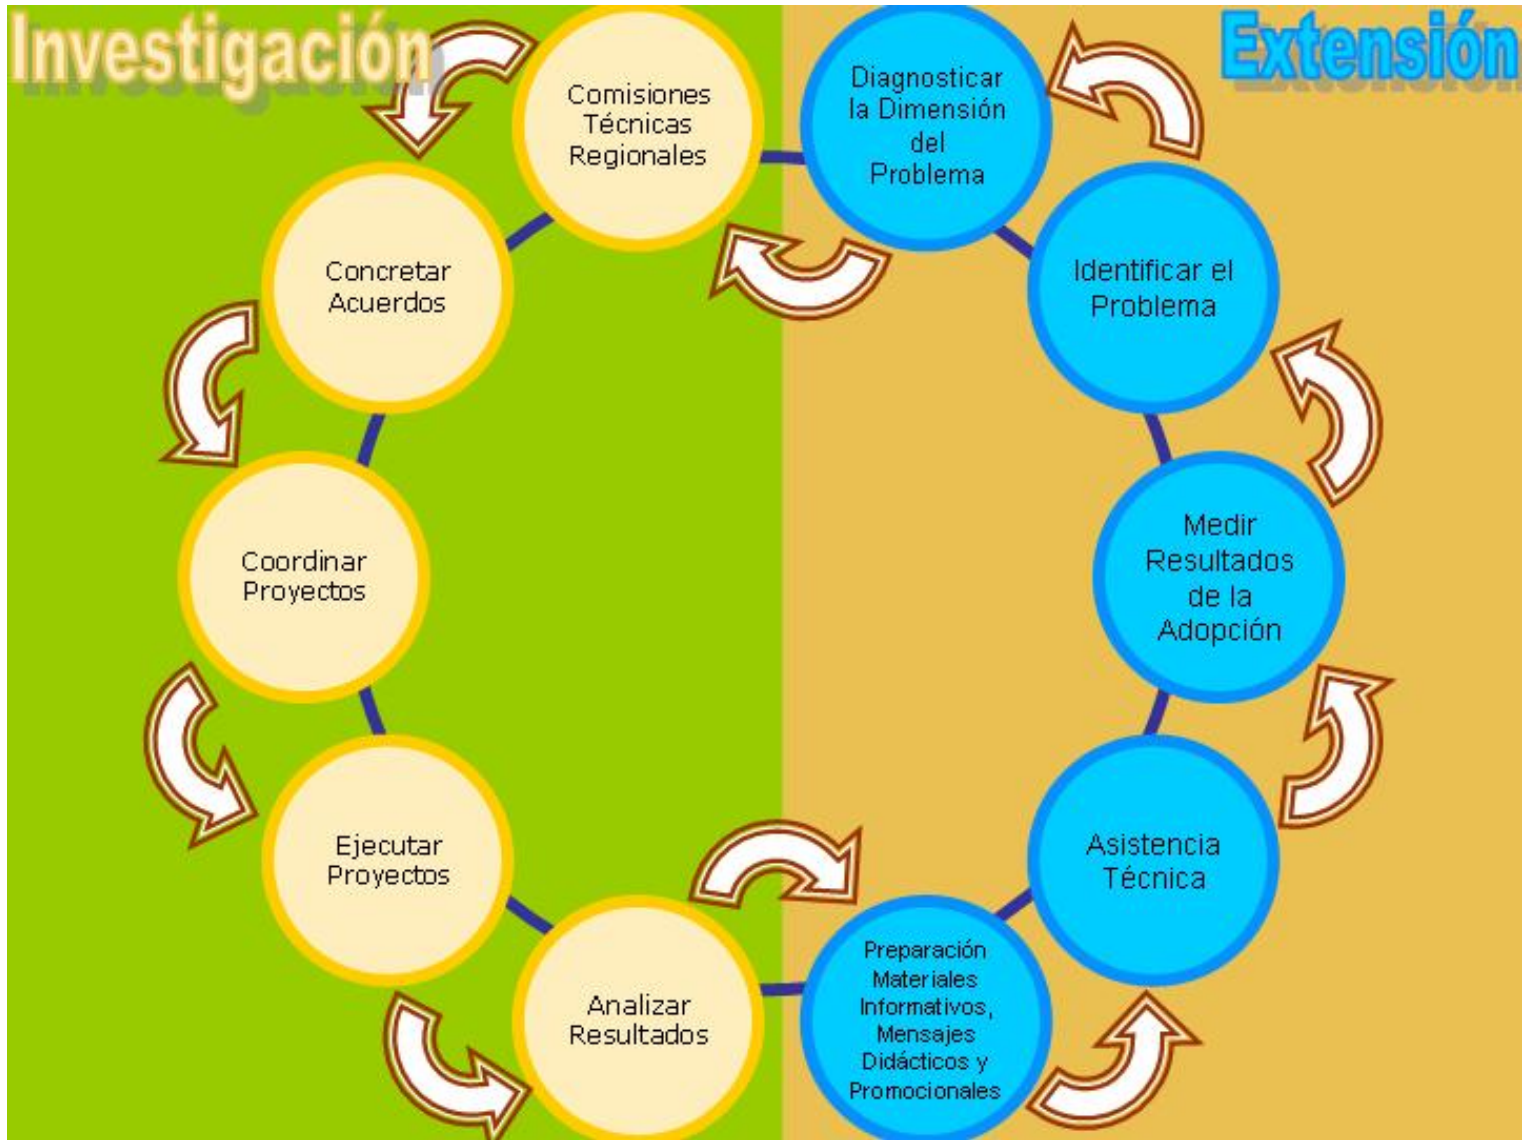 Investigación
Extensión
Comisiones
Técnicas
Regionales
Diagnosticar
la Dimensión
del
Problema
Concretar
Acuerdos
Identificar el
Problema
Coordinar
Proyectos
Medir
Resultados
de la
Adopción
Ejecutar
Proyectos
Asistencia
Técnica
Analizar
Resultados
Preparación
Materiales
Informativos,
Mensajes
Didácticos y
Promocionales